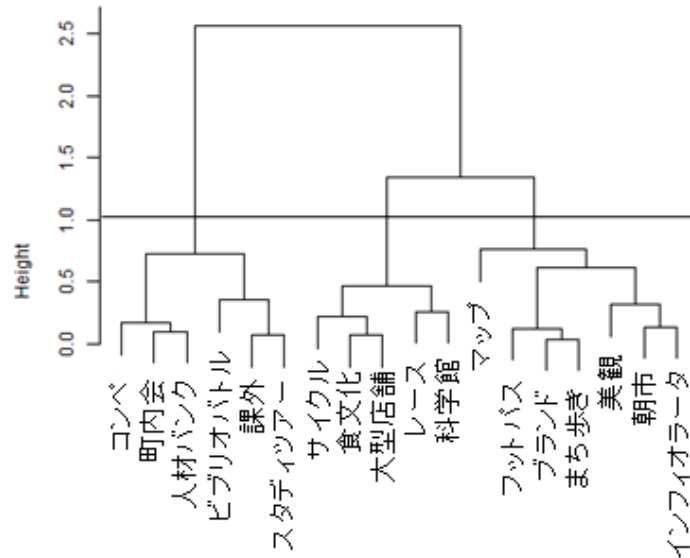 2.5
2.0
1.5
1.0
0.5
0.0
Height
コンペ
町内会
人材バンク
ビブリオバトル
課外
スタディツアー
サイクル
食文化
大型店舗
レース
科学館
マップ
フットパス
ブランド
まち歩き
美観
朝市
インフィオラータ